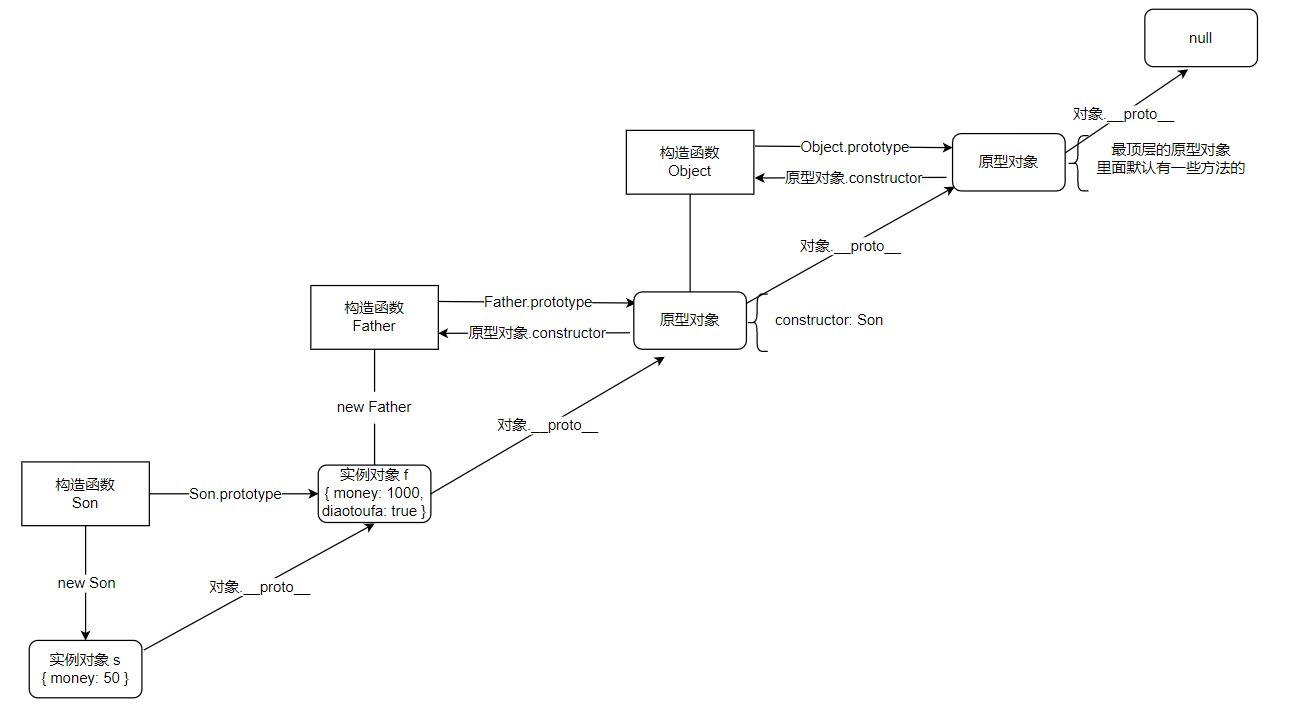 null
对象.__proto__
构造函数
Object
Object.prototype
原型对象.constructor
原型对象
最顶层的原型对象
里面默认有一些方法的
对象.__proto__
构造函数
Father
Father.prototype
原型对象.constructor
原型对象
constructor: Son
new Father
对象.__proto__
构造函数
Son
Son.prototype
实例对象 f
{ money: 1000,
diaotoufa: true }
new Son
对象.__proto__
实例对象 s
{ money: 50 }